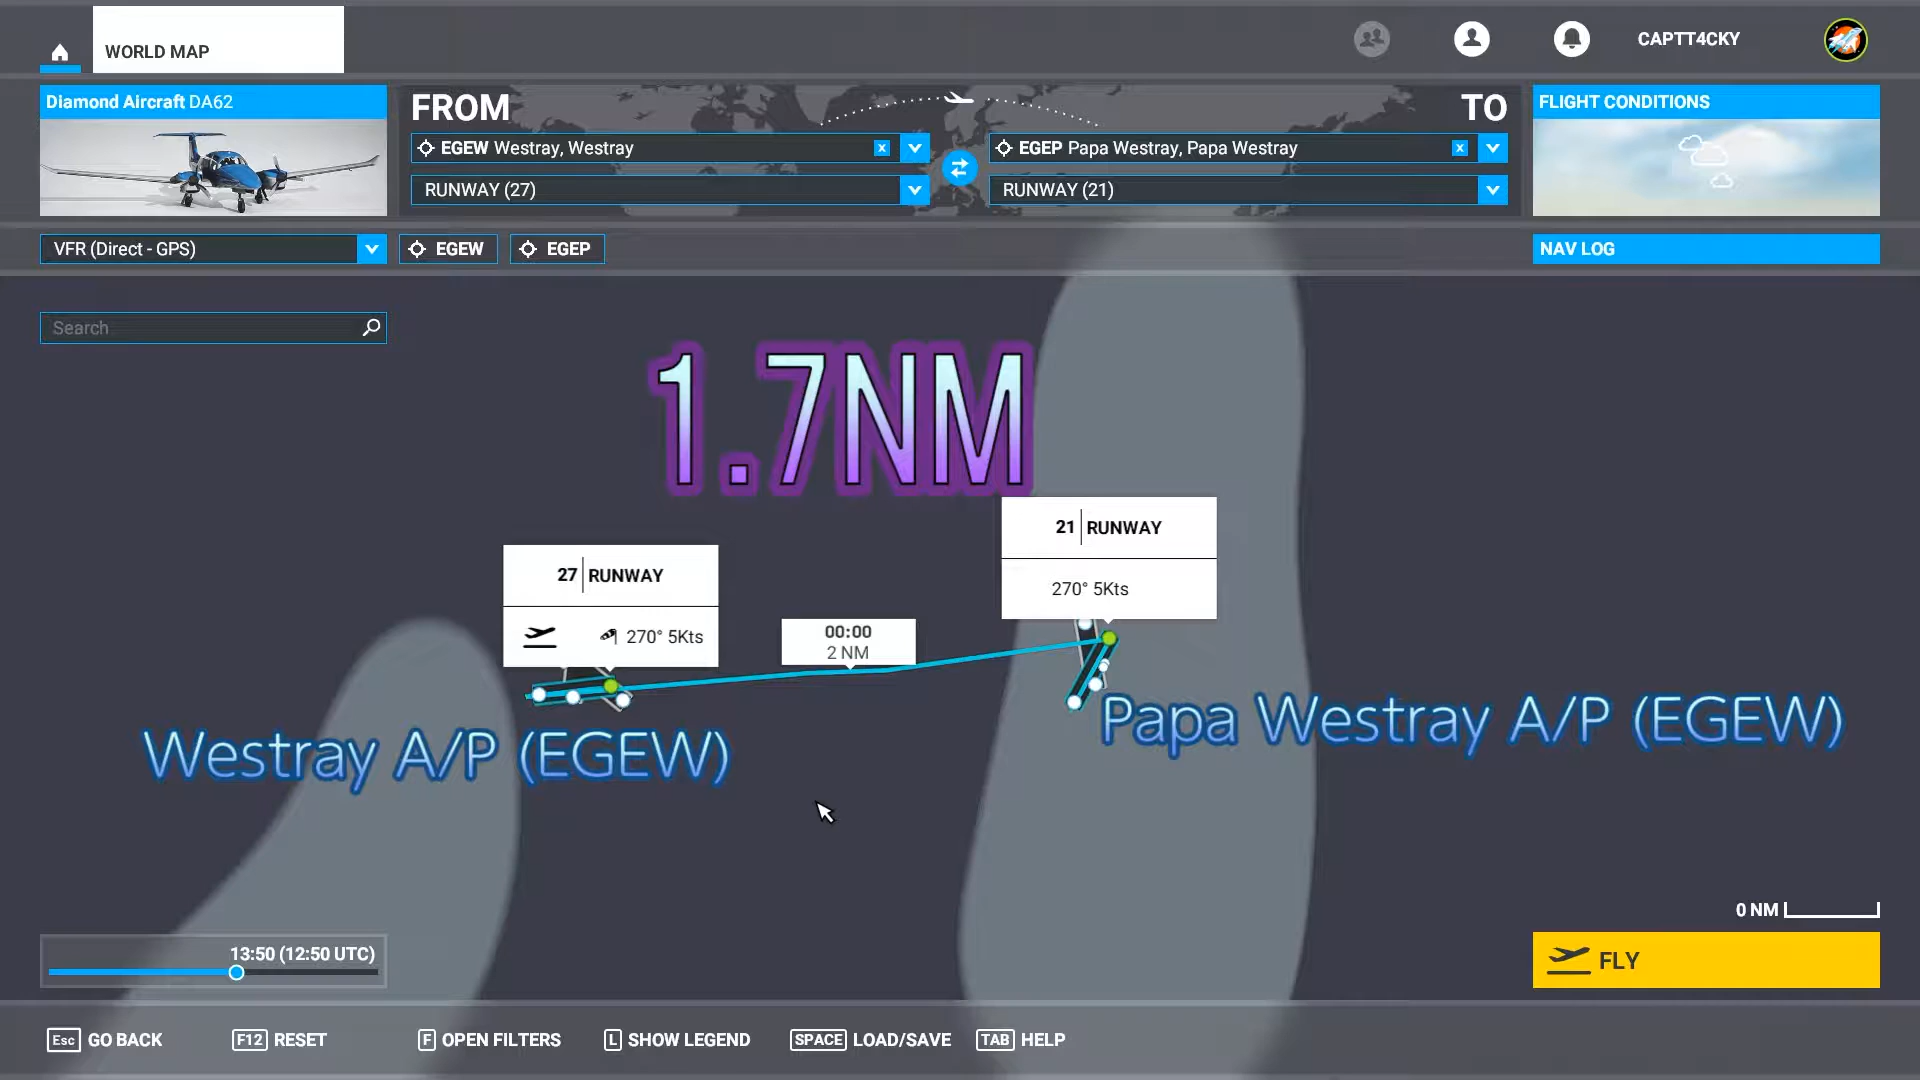 WORLD MAP
CAPTT4CKY
Diamond Aircraft DA62
FROM
TO
FLIGHT CONDITIONS
EGEW Westray, Westray
x
EGEP Papa Westray, Papa Westray
x
RUNWAY (27)
RUNWAY (21)
VFR (Direct - GPS)
EGEW
EGEP
NAV LOG
Search
1.7NM
21 RUNWAY
270° 5Kts
27 RUNWAY
270° 5Kts
00:00
2 NM
Westray A/P (EGEW)
Papa Westray A/P (EGEW)
0 NM
13:50 (12:50 UTC)
FLY
Esc GO BACK
F12 RESET
F OPEN FILTERS
L SHOW LEGEND
SPACE LOAD/SAVE
TAB HELP